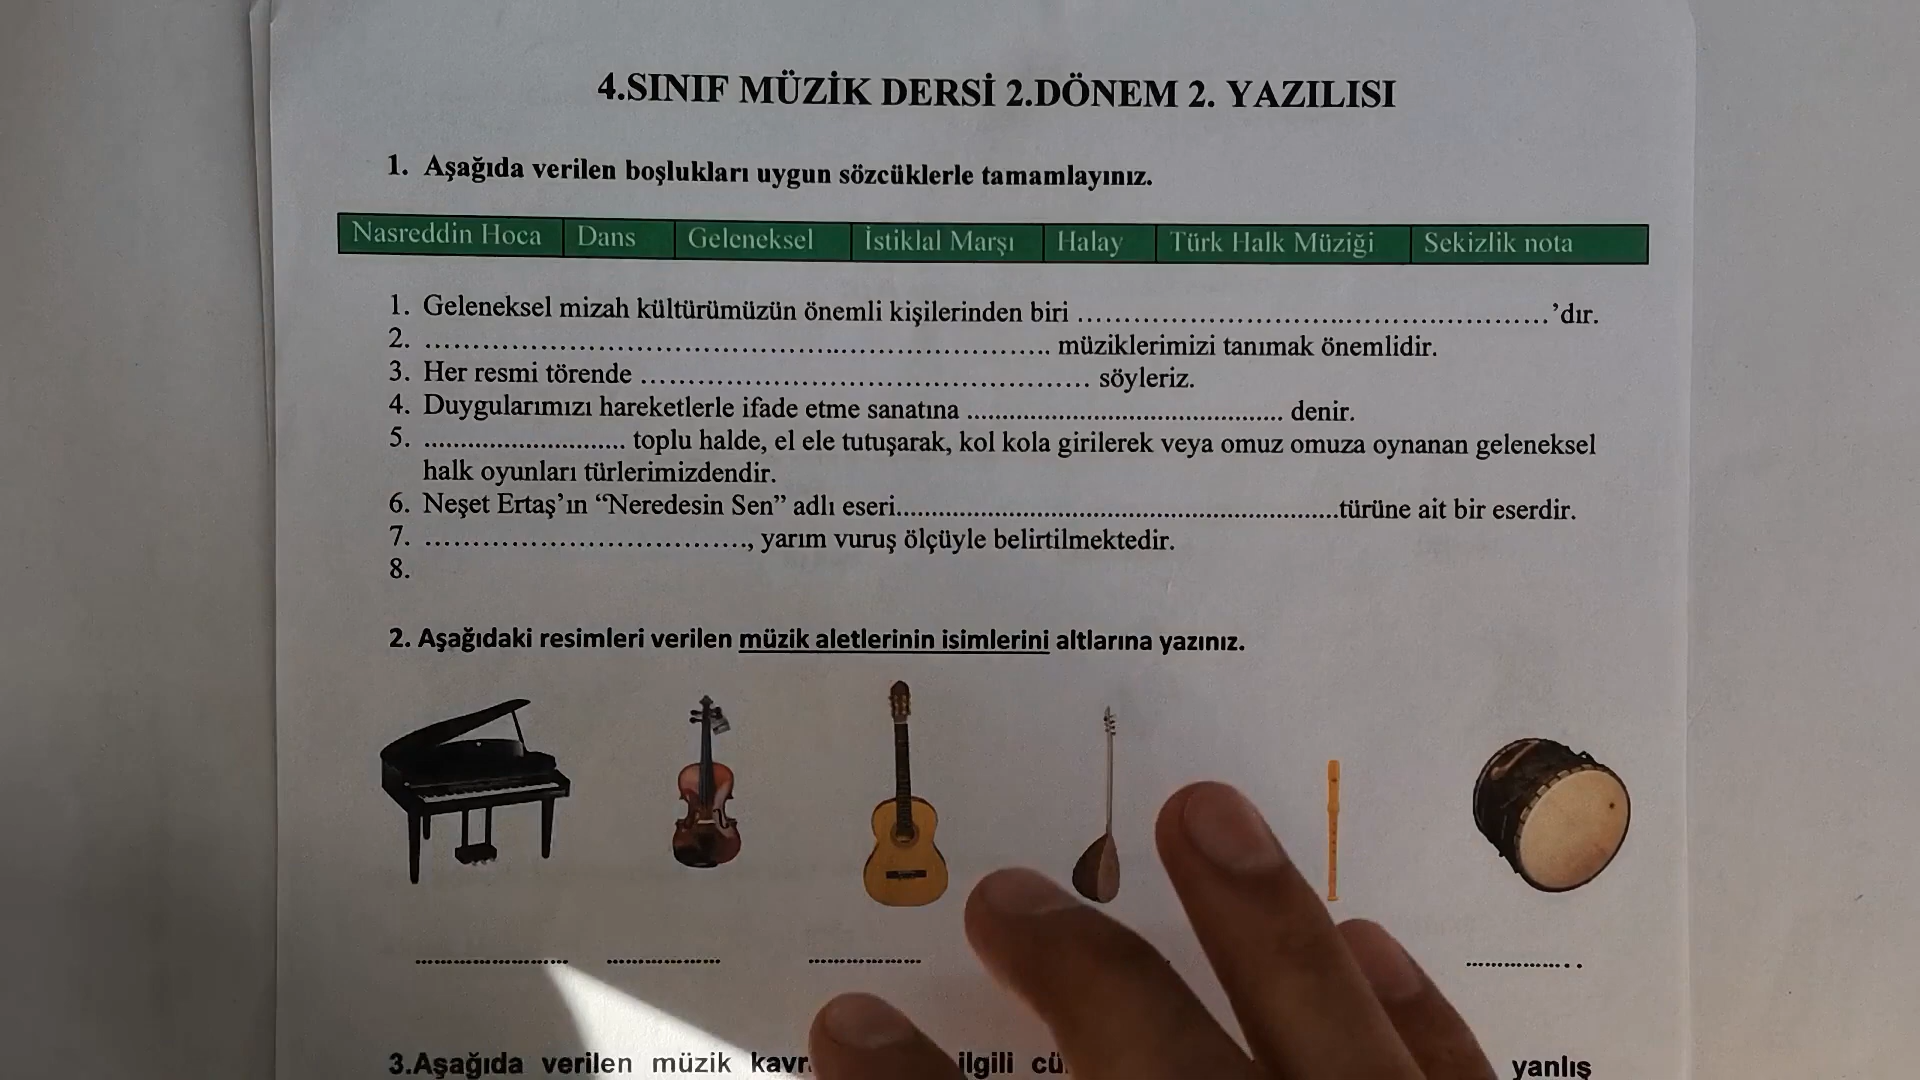 4.SINIF MÜZİK DERSİ 2.DÖNEM 2. YAZILISI
1. Aşağıda verilen boşlukları uygun sözcüklerle tamamlayınız.
Nasreddin Hoca Dans Geleneksel İstiklal Marşı Halay Türk Halk Müziği Sekizlik nota
1. Geleneksel mizah kültürümüzün önemli kişilerinden biri ………………………………………………’dır.
2. ……………………………………………………… müziklerimizi tanımak önemlidir.
3. Her resmi törende ……………………………………… söyleriz.
4. Duygularımızı hareketlerle ifade etme sanatına ............................................. denir.
5. ............................. toplu halde, el ele tutuşarak, kol kola girilerek veya omuz omuza oynanan geleneksel
halk oyunları türlerimizdendir.
6. Neşet Ertaş’ın “Neredesin Sen” adlı eseri...............................................................türüne ait bir eserdir.
7. ……………………………., yarım vuruş ölçüyle belirtilmektedir.
8.
2. Aşağıdaki resimleri verilen müzik aletlerinin isimlerini altlarına yazınız.
........................... .................... .................... ....................
3.Aşağıda verilen müzik ilgili yanlış